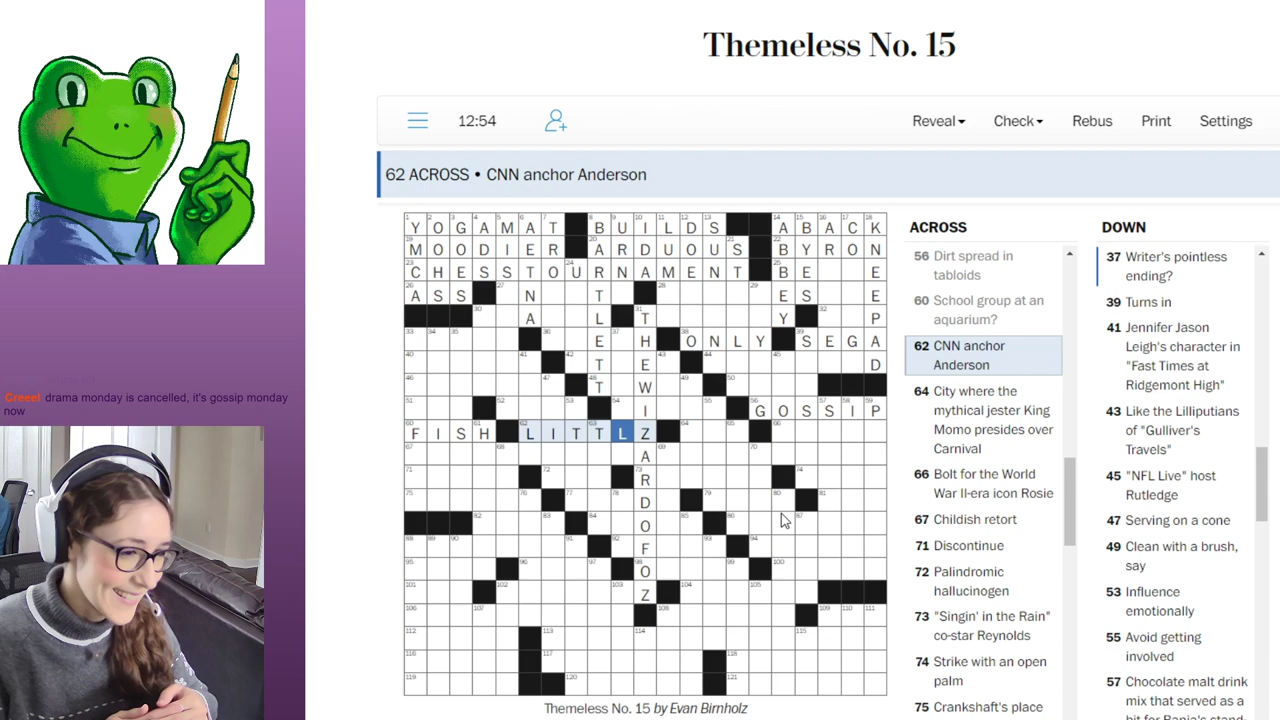 Themeless No. 15
12:54
Reveal
Check
Rebus
Print
Settings
62 ACROSS • CNN anchor Anderson
YOGAMAT BUILDS ABACK
MOODIER ARDUOUS BYRON
CHESSTOURNAMENT BE E
ASS N T ES E
A L T Y P
E H ONLY SEGA
E E D
T W
I GOSSIP
FISH LITTLZ
A
R
D
O
F
O
Z
ACROSS
56 Dirt spread in
tabloids
60 School group at an
aquarium?
62 CNN anchor
Anderson
64 City where the
mythical jester King
Momo presides over
Carnival
66 Bolt for the World
War II-era icon Rosie
67 Childish retort
71 Discontinue
72 Palindromic
hallucinogen
73 "Singin' in the Rain"
co-star Reynolds
74 Strike with an open
palm
75 Crankshaft's place
DOWN
37 Writer's pointless
ending?
39 Turns in
41 Jennifer Jason
Leigh's character in
"Fast Times at
Ridgemont High"
43 Like the Lilliputians
of "Gulliver's
Travels"
45 "NFL Live" host
Rutledge
47 Serving on a cone
49 Clean with a brush,
say
53 Influence
emotionally
55 Avoid getting
involved
57 Chocolate malt drink
mix that served as a
Creeel drama monday is cancelled, it's gossip monday
now
Themeless No. 15 by Evan Birnholz